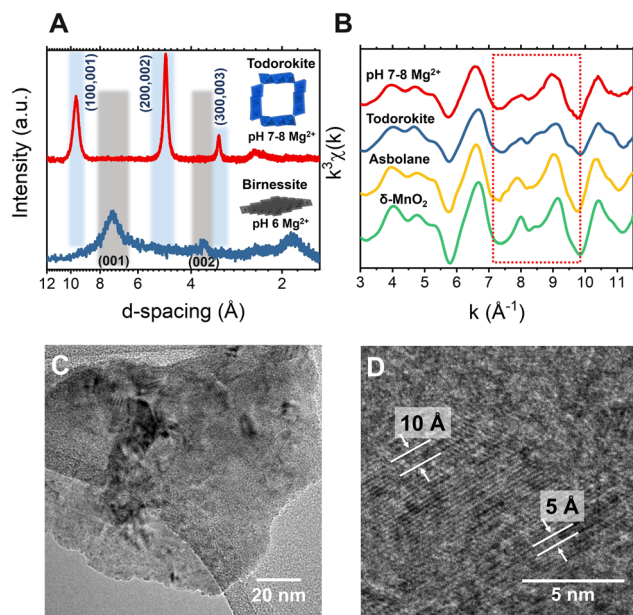 A
Intensity (a.u.)
(100,001)
(200,002)
(300,003)
Todorokite
pH 7-8 Mg²⁺
Birnessite
pH 6 Mg²⁺
(001)
(002)
12
10
8
6
4
2
d-spacing (Å)
B
k³χ(k)
pH 7-8 Mg²⁺
Todorokite
Asbolane
δ-MnO₂
3 4 5 6 7 8 9 10 11
k (Å⁻¹)
C
20 nm
D
10 Å
5 Å
5 nm